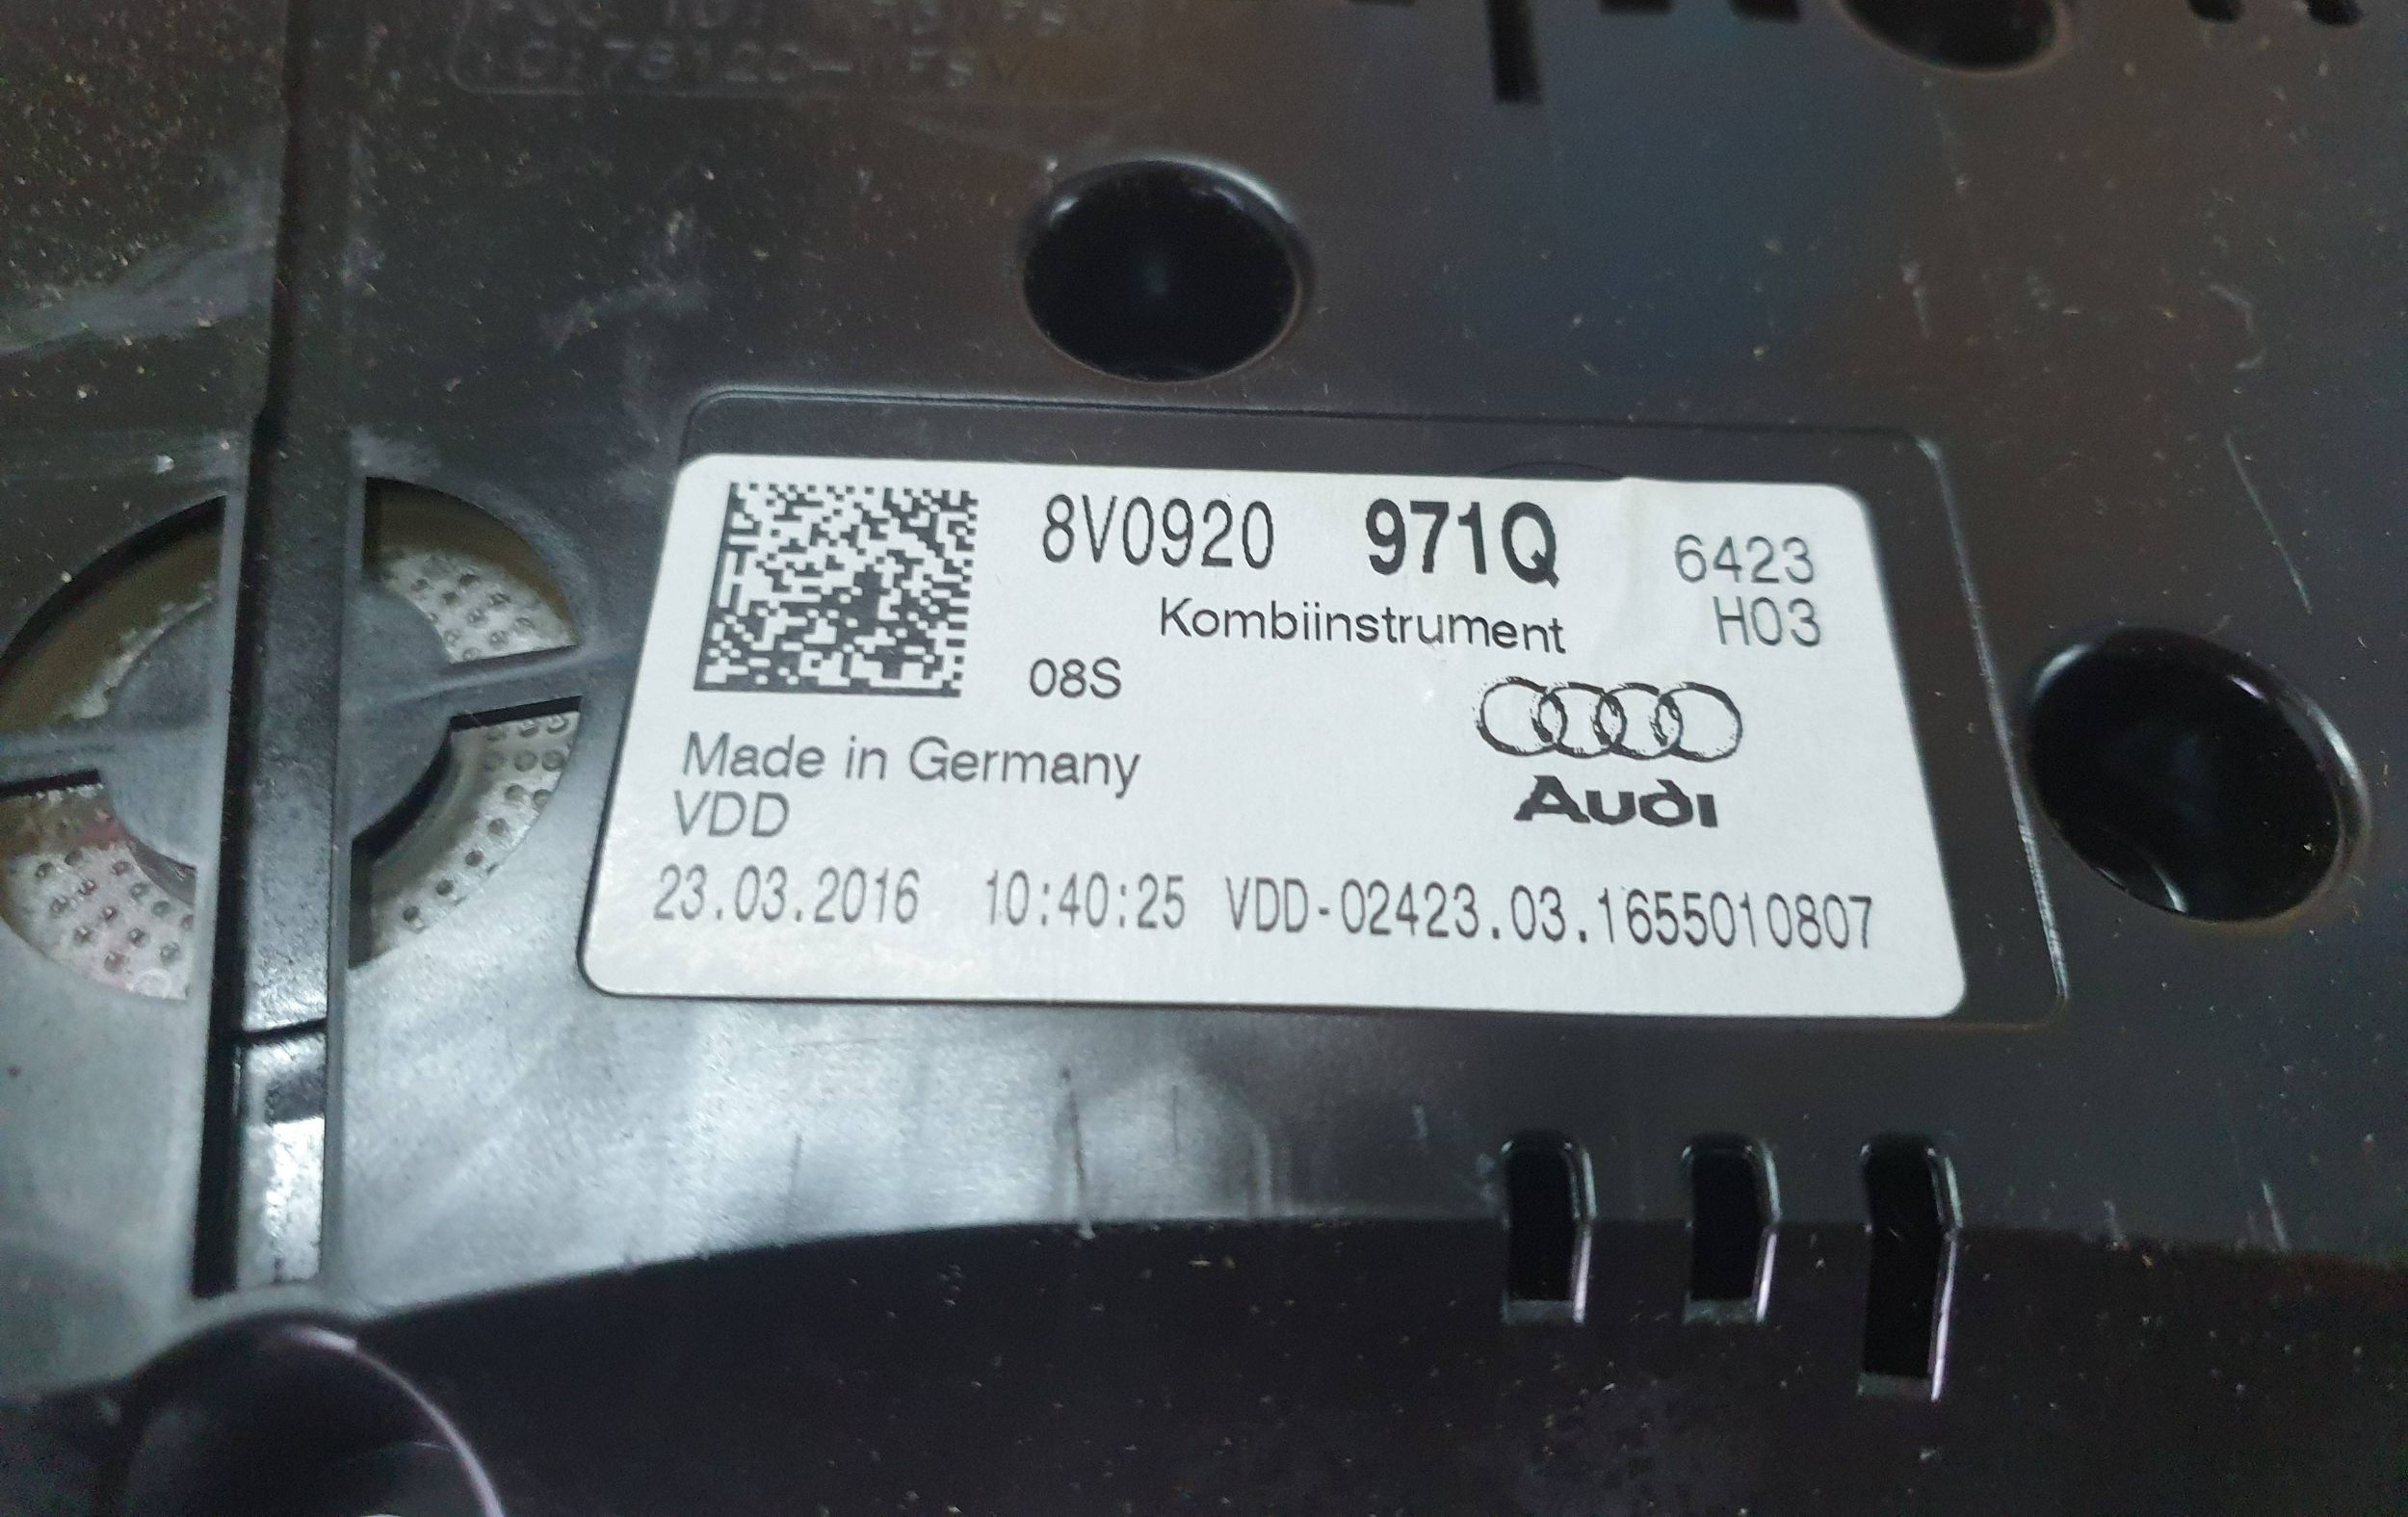 8V0920 971Q 6423
Kombiinstrument H03
08S
Made in Germany
Audi
VDD
23.03.2016 10:40:25 VDD-02423.03.1655010807